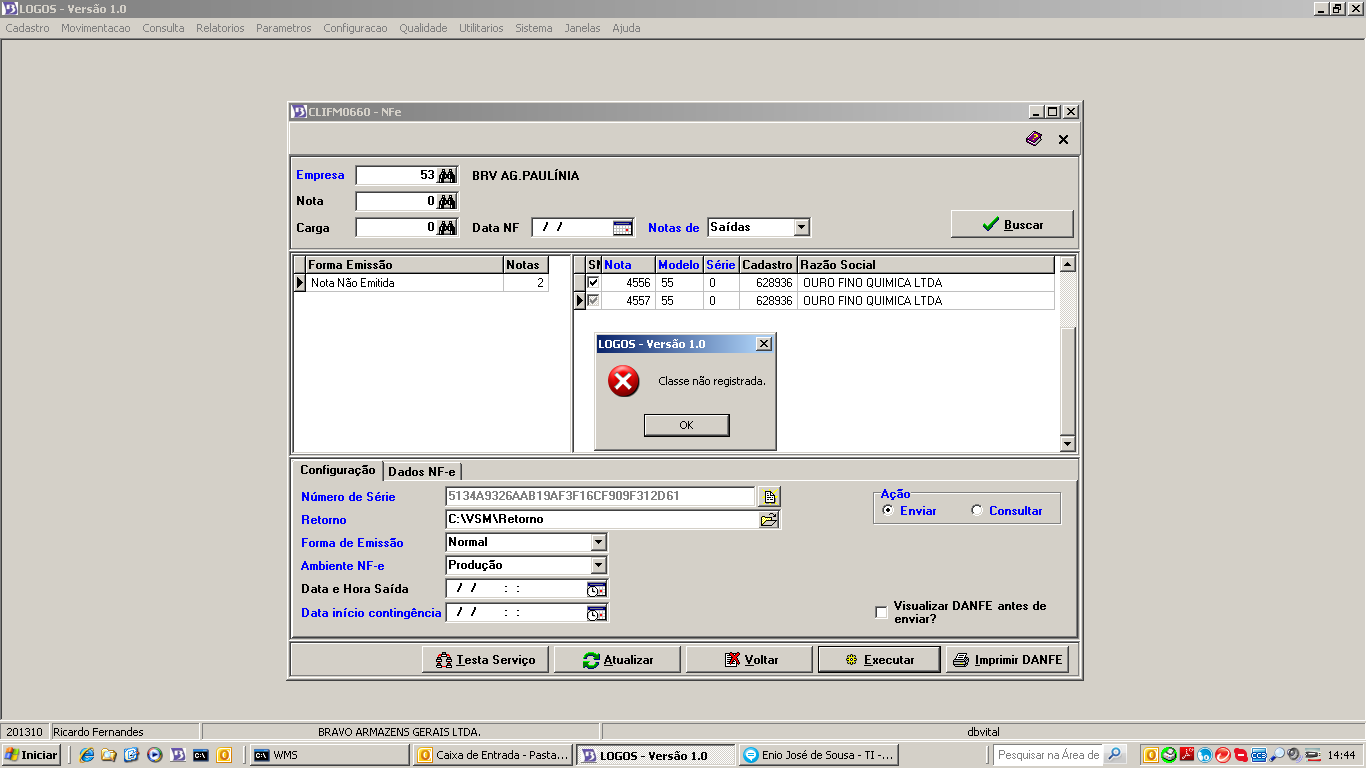 LOGOS - Versão 1.0
Cadastro Movimentacao Consulta Relatorios Parametros Configuracao Qualidade Utilitarios Sistema Janelas Ajuda
CLIFM0660 - NFe
Empresa 53 BRV AG.PAULÍNIA
Nota 0
Carga 0 Data NF / / Notas de Saídas Buscar
Forma Emissão Notas
Nota Não Emitida 2
Nota Modelo Série Cadastro Razão Social
4556 55 0 628936 OURO FINO QUIMICA LTDA
4557 55 0 628936 OURO FINO QUIMICA LTDA
LOGOS - Versão 1.0
Classe não registrada.
OK
Configuração Dados NF-e
Número de Série 5134A9326AAB19AF3F16CF909F312D61
Retorno C:\VSM\Retorno
Forma de Emissão Normal
Ambiente NF-e Produção
Data e Hora Saída / / : :
Data início contingência / / : :
Ação
Enviar Consultar
Visualizar DANFE antes de
enviar?
Testa Serviço Atualizar Voltar Executar Imprimir DANFE
201310 Ricardo Fernandes BRAVO ARMAZENS GERAIS LTDA. dbvital
Iniciar WMS Caixa de Entrada - Pasta... LOGOS - Versão 1.0 Enio José de Sousa - TI -... Pesquisar na Área de 14:44